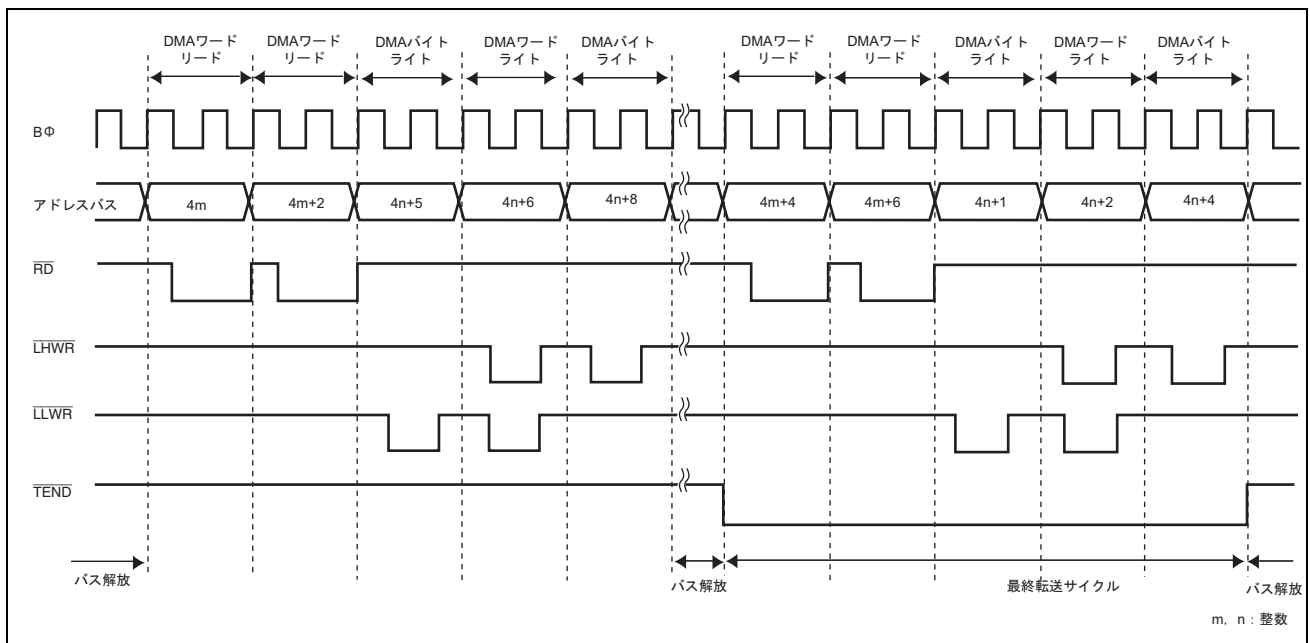 DMAワード
リード
DMAワード
リード
DMAバイト
ライト
DMAワード
ライト
DMAバイト
ライト
DMAワード
リード
DMAワード
リード
DMAバイト
ライト
DMAワード
ライト
DMAバイト
ライト
BΦ
アドレスバス 4m 4m+2 4n+5 4n+6 4n+8 4m+4 4m+6 4n+1 4n+2 4n+4
RD
LHWR
LLWR
TEND
バス解放 バス解放 最終転送サイクル バス解放
m, n : 整数